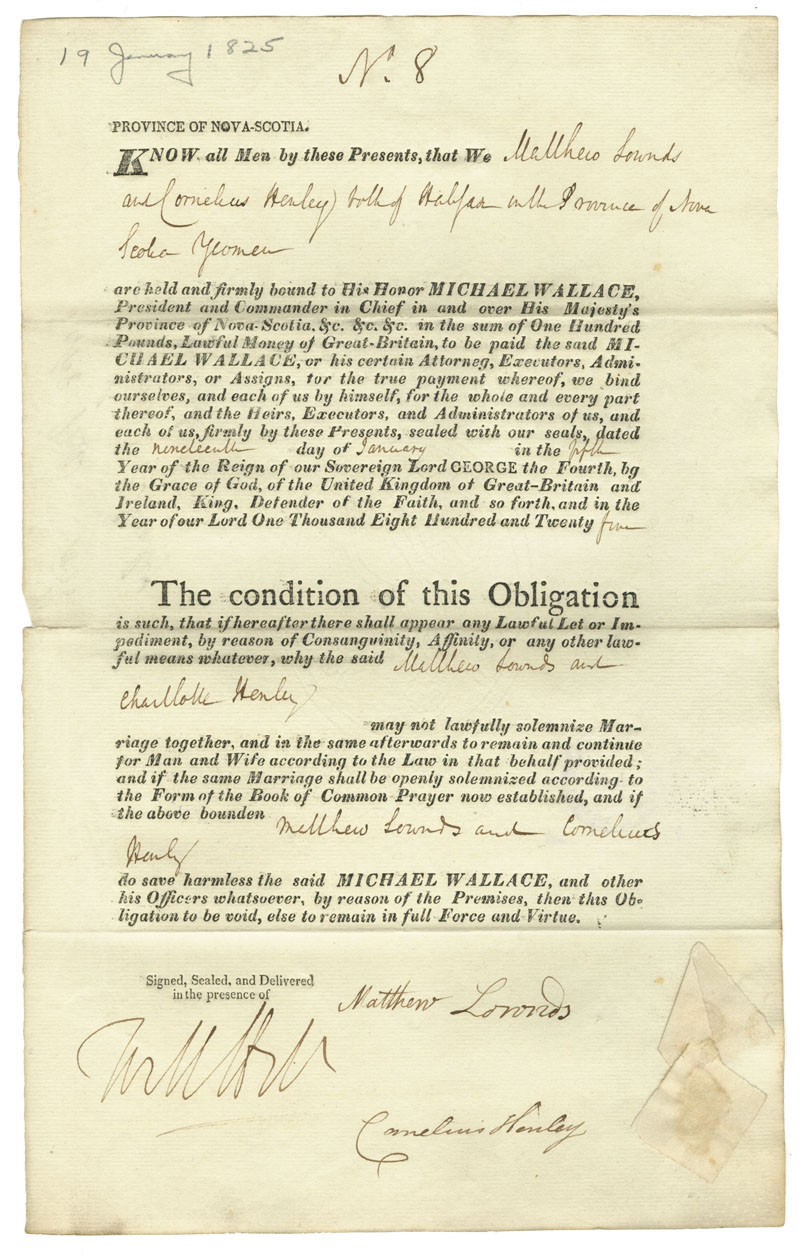 19 January 1825
No. 8
PROVINCE OF NOVA-SCOTIA.
KNOW all Men by these Presents, that We Matthew Lownds
and Cornelius Henley) both of Halifax in the Province of Nova
Scotia Yeomen
are held and firmly bound to His Honor MICHAEL WALLACE,
President and Commander in Chief in and over His Majesty's
Province of Nova-Scotia, &c. &c. &c. in the sum of One Hundred
Pounds, Lawful Money of Great-Britain, to be paid the said MI-
CHAEL WALLACE, or his certain Attorney, Executors, Admi-
nistrators, or Assigns, for the true payment whereof, we bind
ourselves, and each of us by himself, for the whole and every part
thereof, and the Heirs, Executors, and Administrators of us, and
each of us, firmly by these Presents, sealed with our seals, dated
the nineteenth day of January in the fifth
Year of the Reign of our Sovereign Lord GEORGE the Fourth, by
the Grace of God, of the United Kingdom of Great-Britain and
Ireland, King, Defender of the Faith, and so forth, and in the
Year of our Lord One Thousand Eight Hundred and Twenty five
The condition of this Obligation
is such, that if hereafter there shall appear any Lawful Let or Im-
pediment, by reason of Consanguinity, Affinity, or any other law-
ful means whatever, why the said Matthew Lownds and
Charllotte Henley
may not lawfully solemnize Mar-
riage together, and in the same afterwards to remain and continue
for Man and Wife according to the Law in that behalf provided;
and if the same Marriage shall be openly solemnized according to
the Form of the Book of Common Prayer now established, and if
the above bounden Matthew Lownds and Cornelius
Henley
do save harmless the said MICHAEL WALLACE, and other
his Officers whatsoever, by reason of the Premises, then this Ob-
ligation to be void, else to remain in full Force and Virtue.
Signed, Sealed, and Delivered
in the presence of
Matthew Lownds
Cornelius Henley